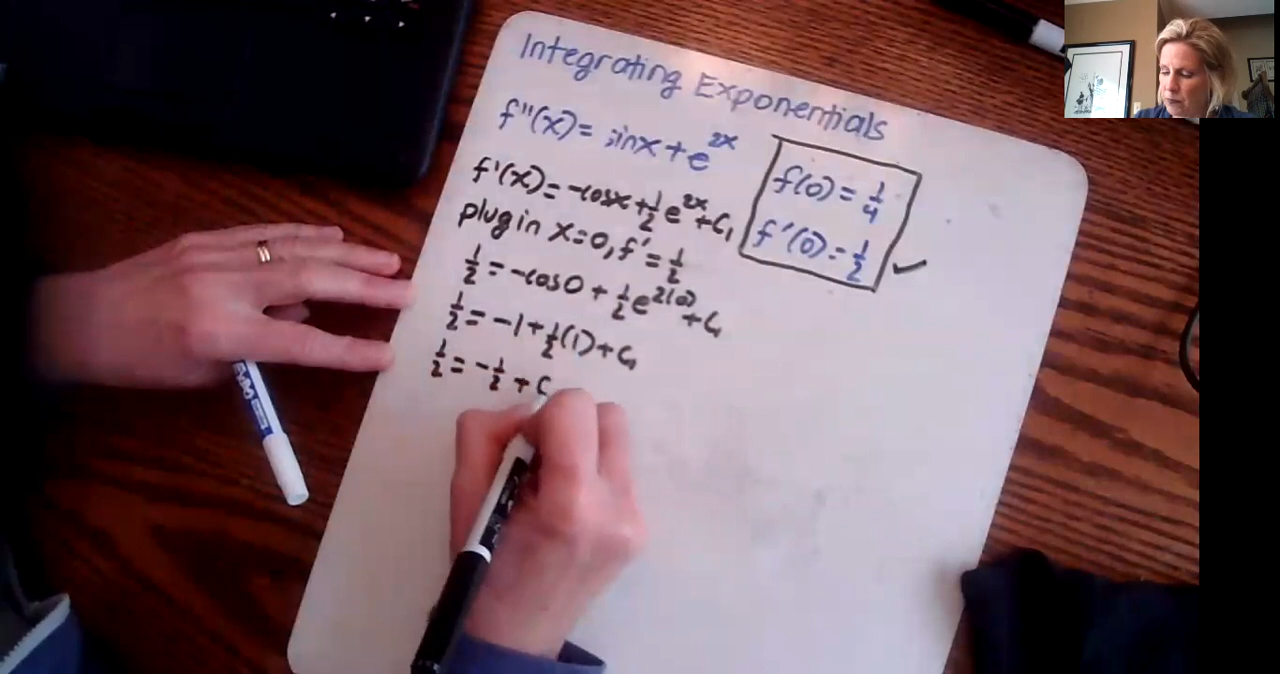 Integrating Exponentials
f''(x) = sinx + e^{2x}
f(0) = 1/4
f'(0) = 1/2 ✓
f'(x) = -cosx + 1/2 e^{2x} + C₁
plug in x=0, f' = 1/2
1/2 = -cos0 + 1/2 e^{2(0)} + C₁
1/2 = -1 + 1/2 (1) + C₁
1/2 = -1/2 + C
EXPO